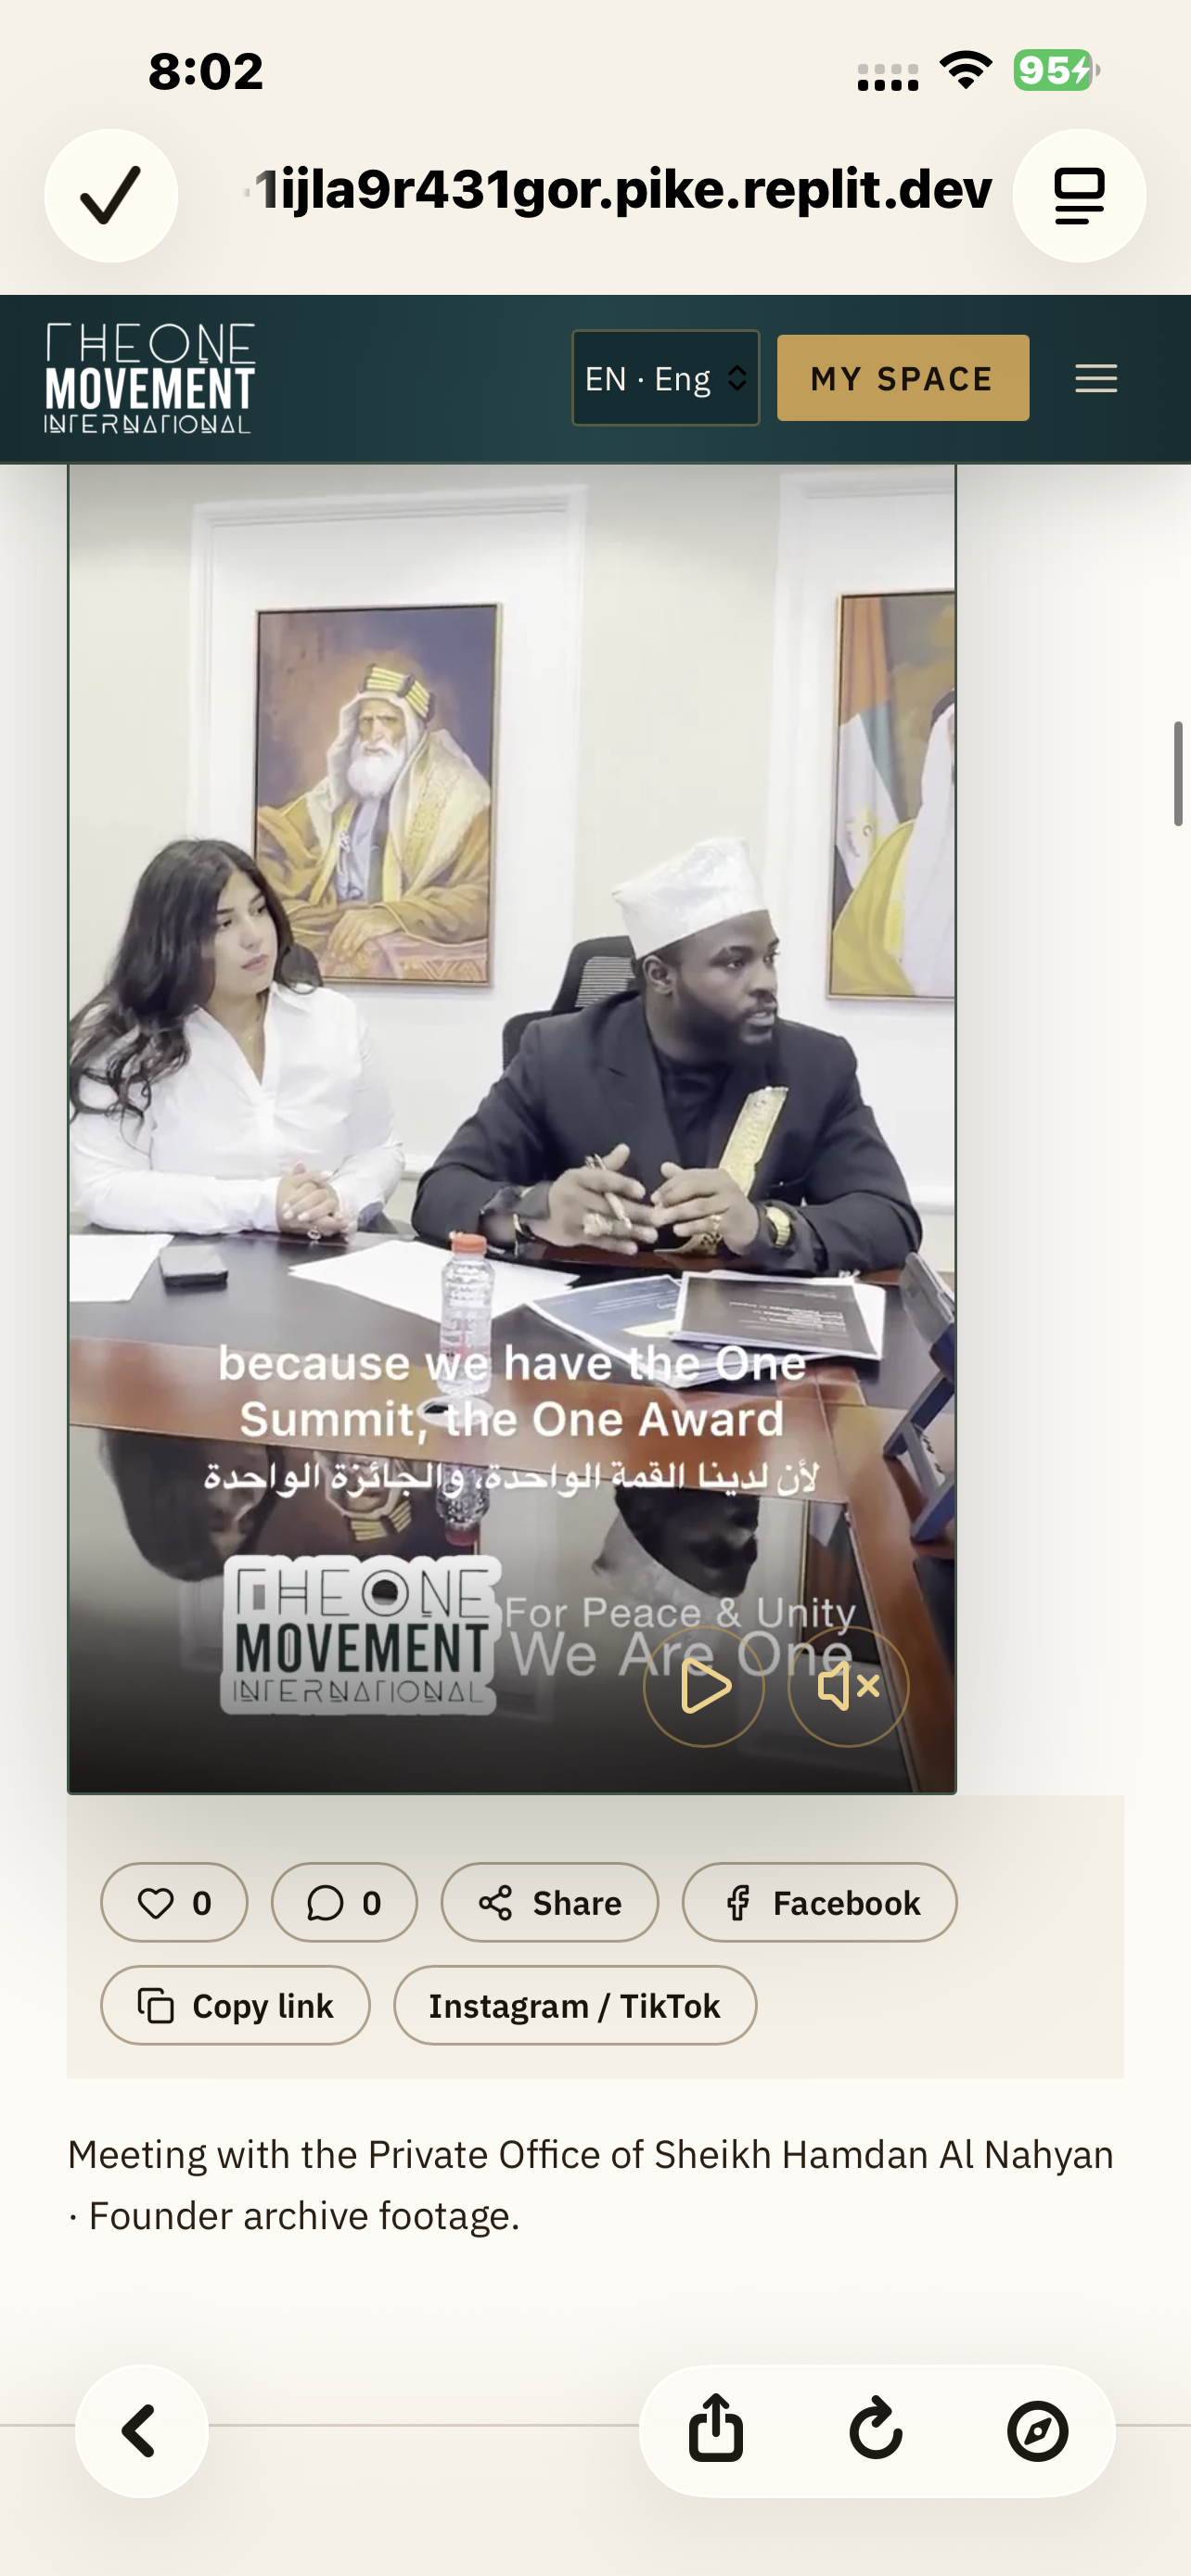 8:02
95
1ijla9r431gor.pike.replit.dev
THE ONE
MOVEMENT
INTERNATIONAL
EN · Eng
MY SPACE
because we have the One
Summit, the One Award
لأن لدينا القمة الواحدة، والجائزة الواحدة
THE ONE
MOVEMENT
INTERNATIONAL
For Peace & Unity
We Are One
0
0
Share
Facebook
Copy link
Instagram / TikTok
Meeting with the Private Office of Sheikh Hamdan Al Nahyan
· Founder archive footage.